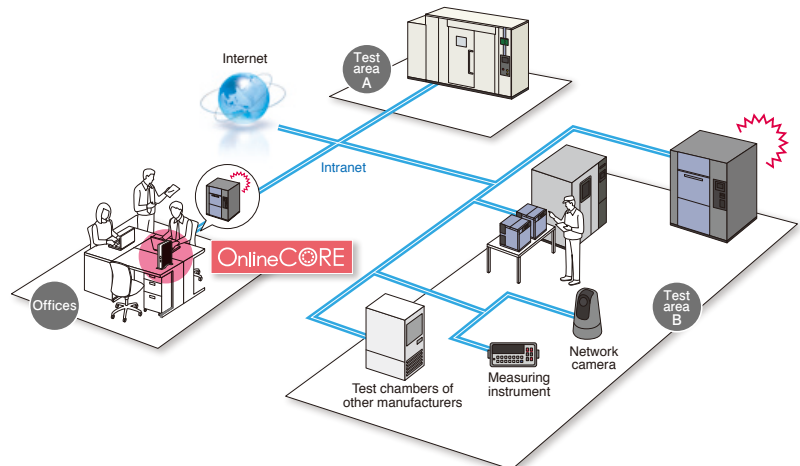 Internet
Test
area
A
Intranet
OnlineCORE
Offices
Test
area
B
Network
camera
Measuring
instrument
Test chambers of
other manufacturers